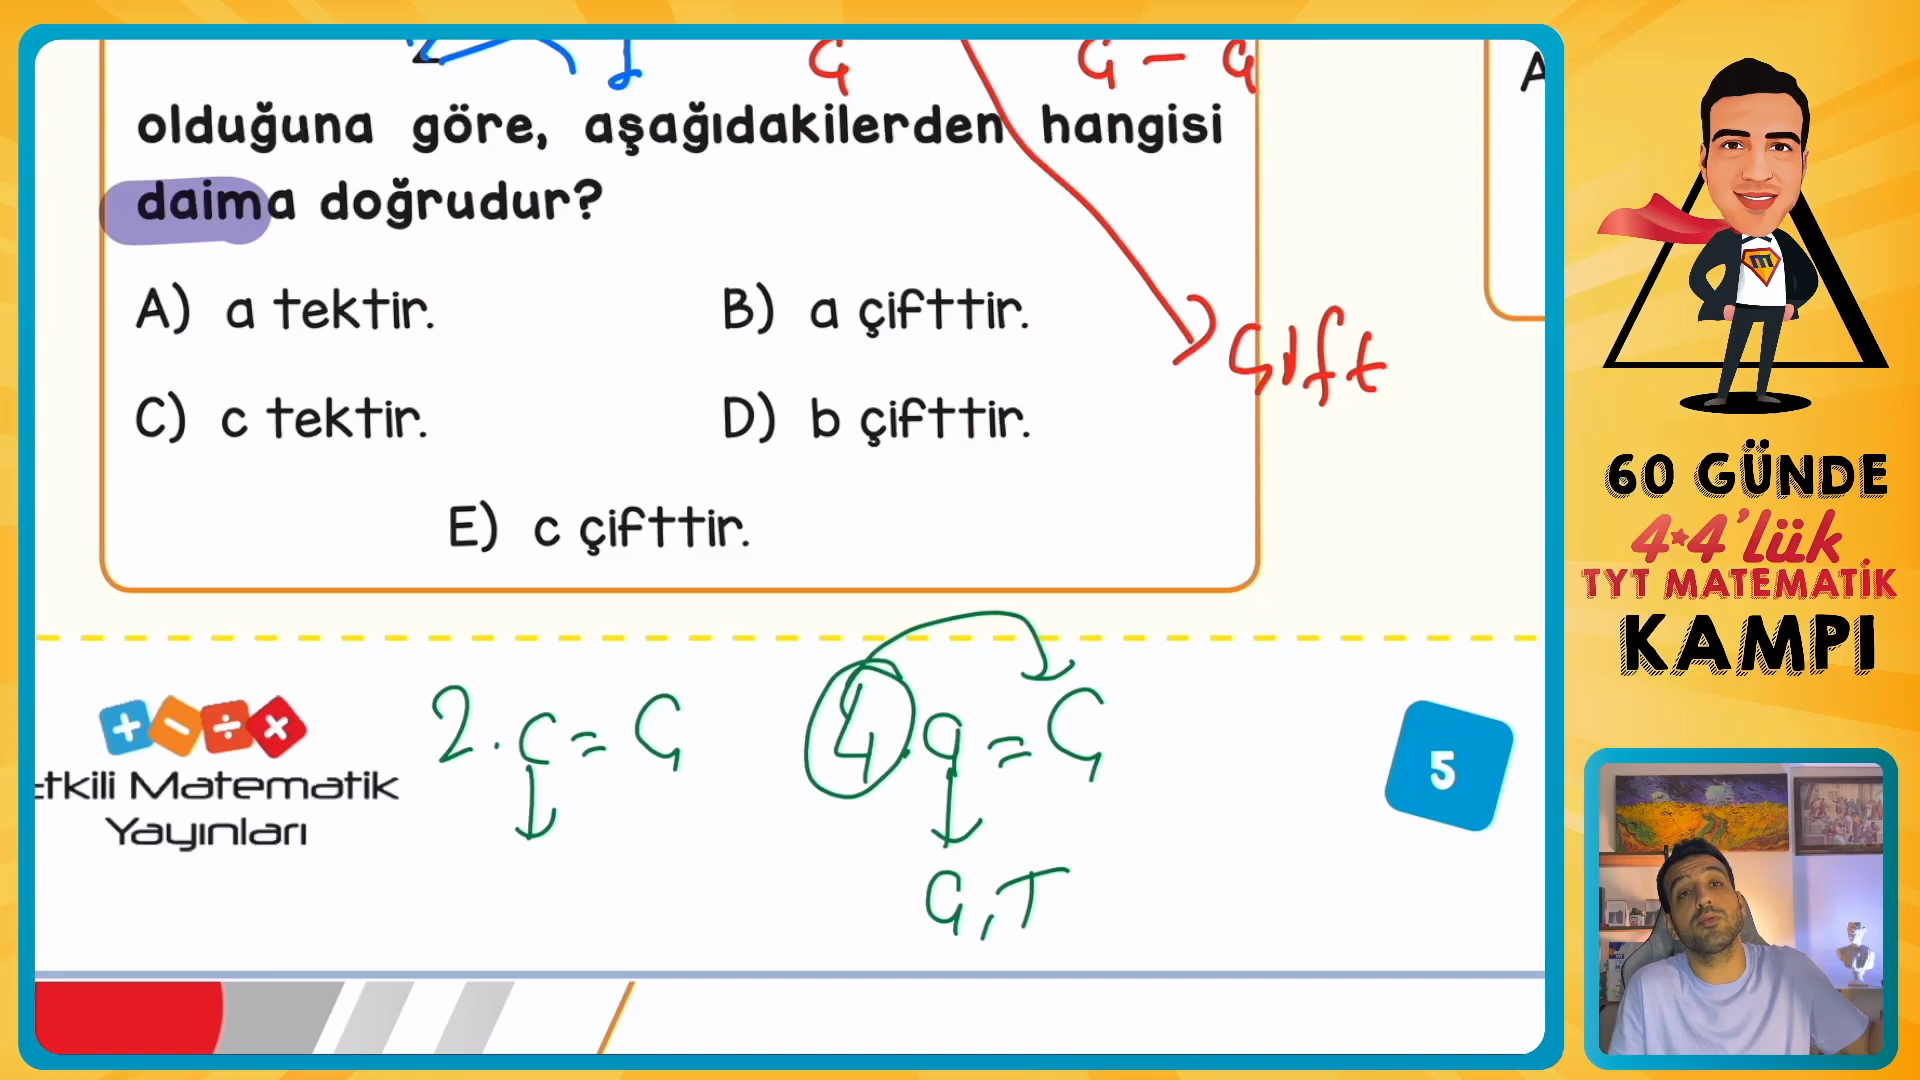 Ç
Ç - Ç
olduğuna göre, aşağıdakilerden hangisi
daima doğrudur?
A) a tektir.
B) a çifttir.
Çift
C) c tektir.
D) b çifttir.
E) c çifttir.
2.c = Ç
4.q = Ç
Ç, T
+ - ÷ ×
Etkili Matematik
Yayınları
5
A
m
60 GÜNDE
4*4'lük
TYT MATEMATİK
KAMPI